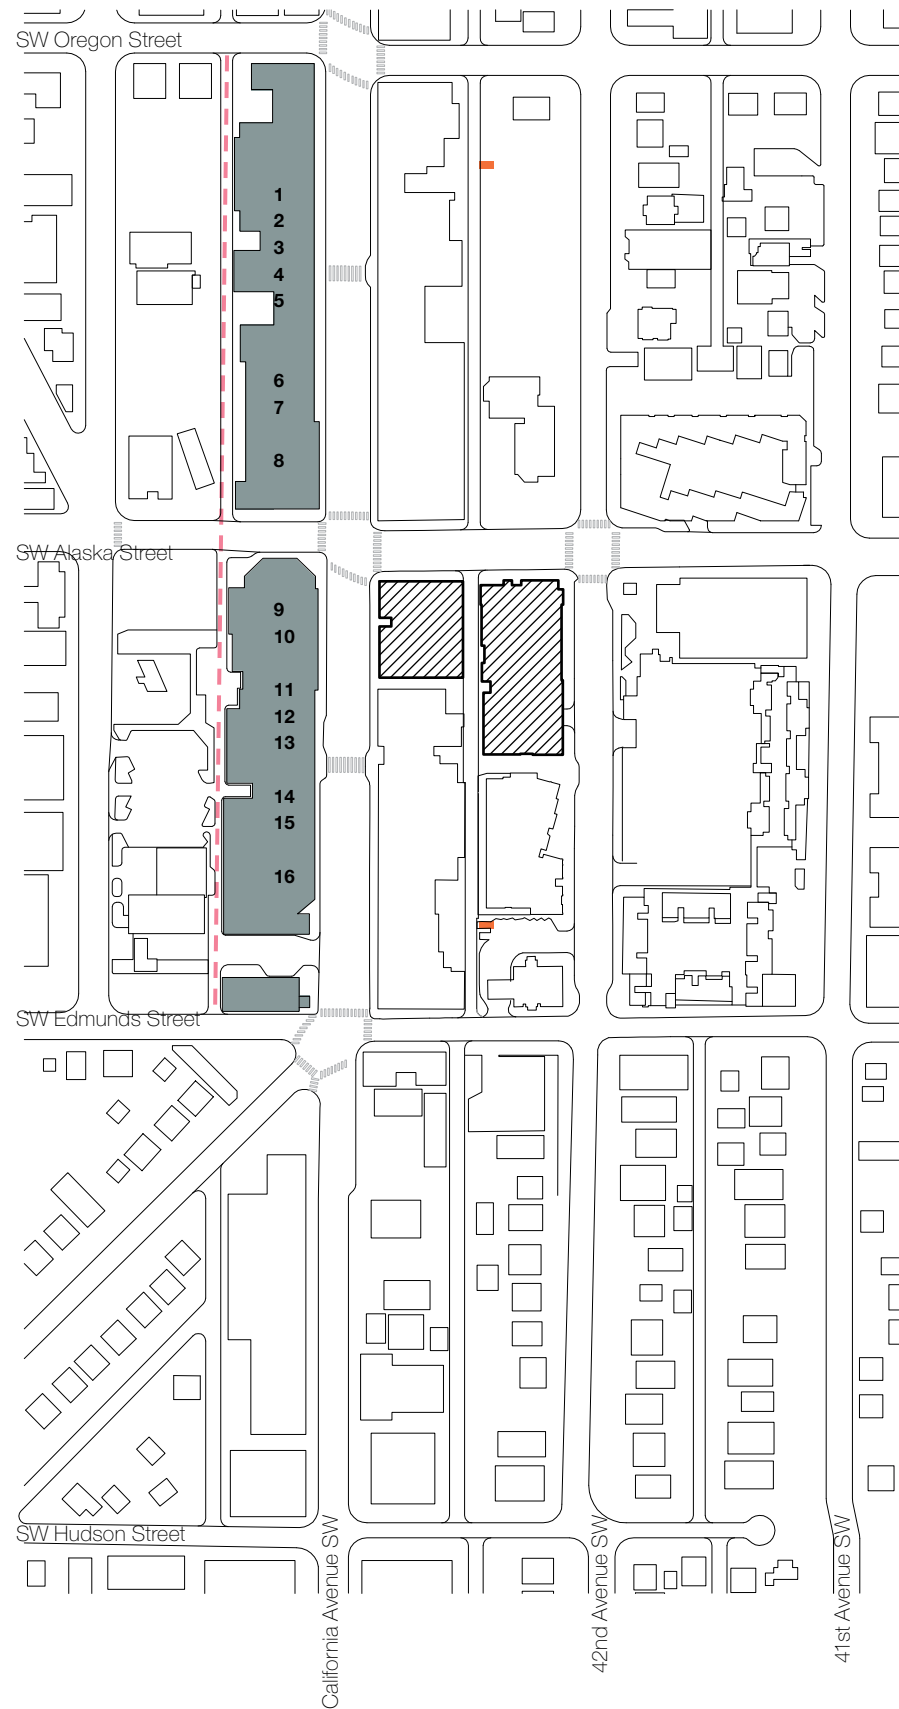 SW Oregon Street
1
2
3
4
5
6
7
8
SW Alaska Street
9
10
11
12
13
14
15
16
SW Edmunds Street
SW Hudson Street
California Avenue SW
42nd Avenue SW
41st Avenue SW